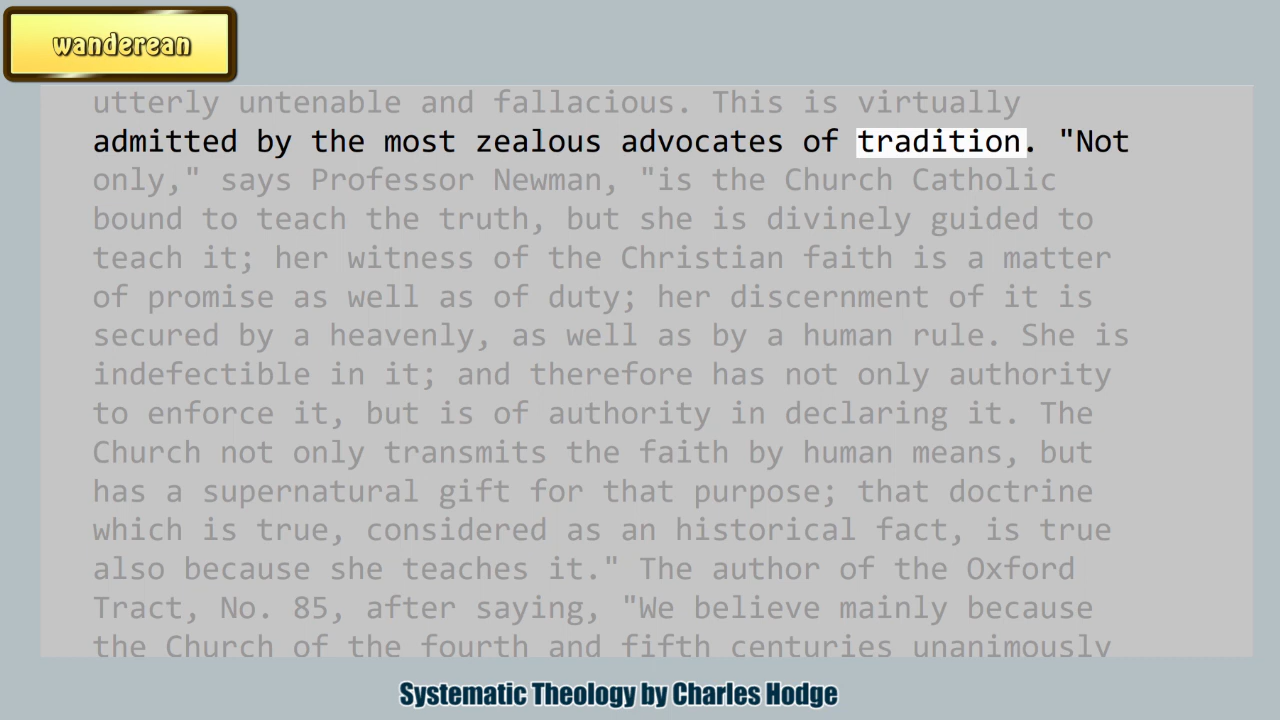 wanderean
utterly untenable and fallacious. This is virtually
admitted by the most zealous advocates of tradition. "Not
only," says Professor Newman, "is the Church Catholic
bound to teach the truth, but she is divinely guided to
teach it; her witness of the Christian faith is a matter
of promise as well as of duty; her discernment of it is
secured by a heavenly, as well as by a human rule. She is
indefectible in it; and therefore has not only authority
to enforce it, but is of authority in declaring it. The
Church not only transmits the faith by human means, but
has a supernatural gift for that purpose; that doctrine
which is true, considered as an historical fact, is true
also because she teaches it." The author of the Oxford
Tract, No. 85, after saying, "We believe mainly because
the Church of the fourth and fifth centuries unanimously
Systematic Theology by Charles Hodge